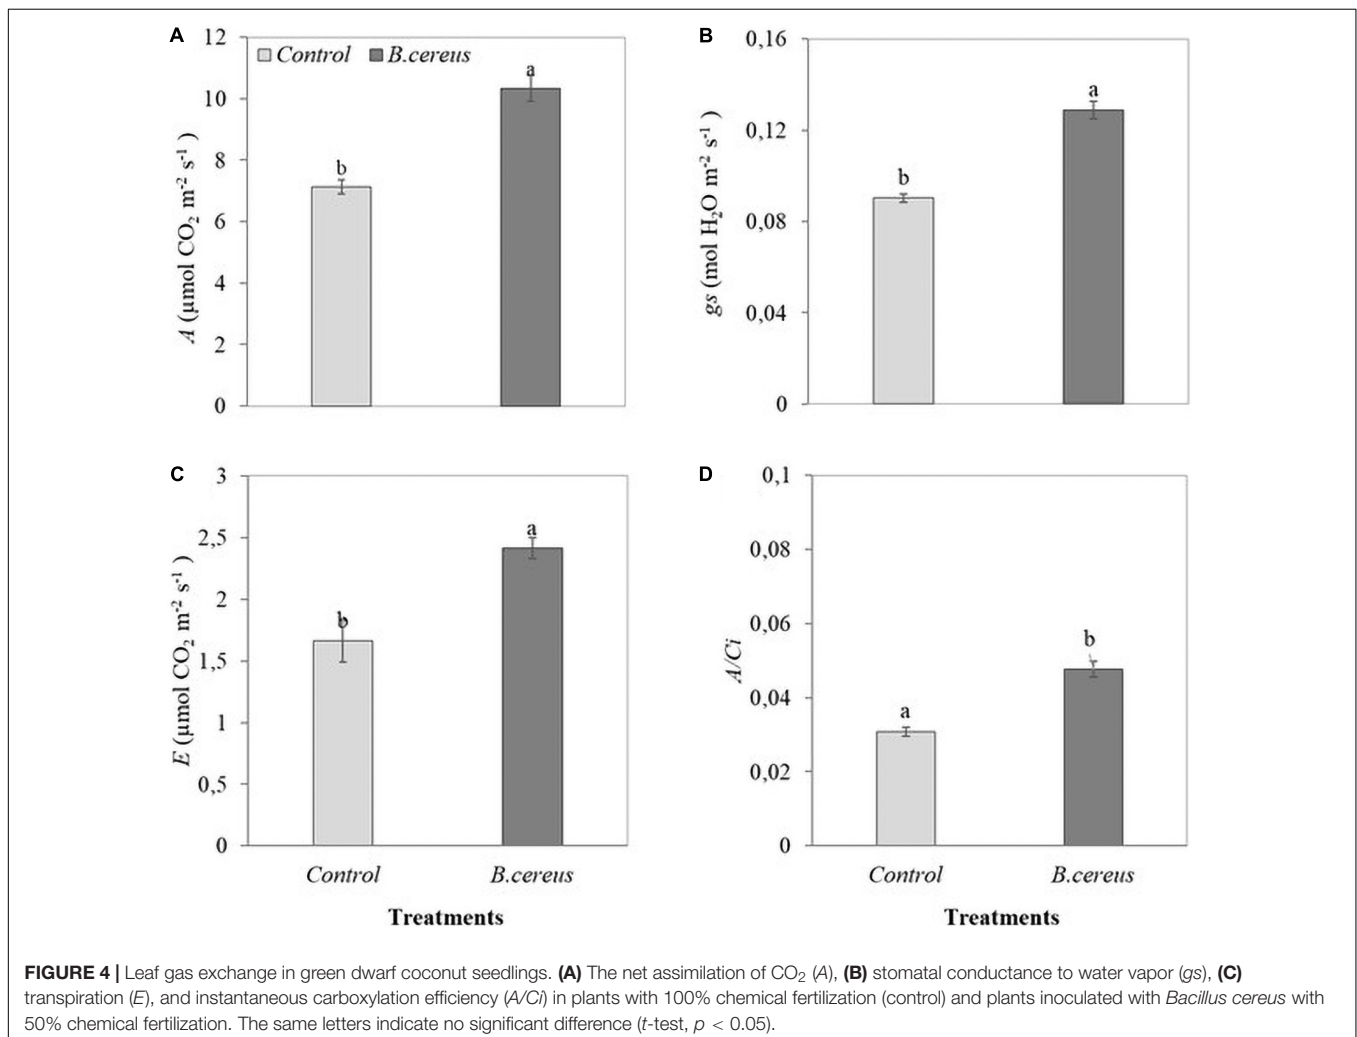 A
12
10
8
6
4
2
0
A (µmol CO₂ m⁻² s⁻¹ )
Control B.cereus
b
a
B
0,16
0,12
0,08
0,04
0
gs (mol H₂O m⁻² s⁻¹ )
b
a
C
3
2,5
2
1,5
1
0,5
0
E (µmol CO₂ m⁻² s⁻¹ )
b
a
Control B.cereus
Treatments
D
0,1
0,08
0,06
0,04
0,02
0
A/Ci
a
b
Control B.cereus
Treatments
FIGURE 4 | Leaf gas exchange in green dwarf coconut seedlings. (A) The net assimilation of CO₂ (A), (B) stomatal conductance to water vapor (gs), (C)
transpiration (E), and instantaneous carboxylation efficiency (A/Ci) in plants with 100% chemical fertilization (control) and plants inoculated with Bacillus cereus with
50% chemical fertilization. The same letters indicate no significant difference (t-test, p < 0.05).